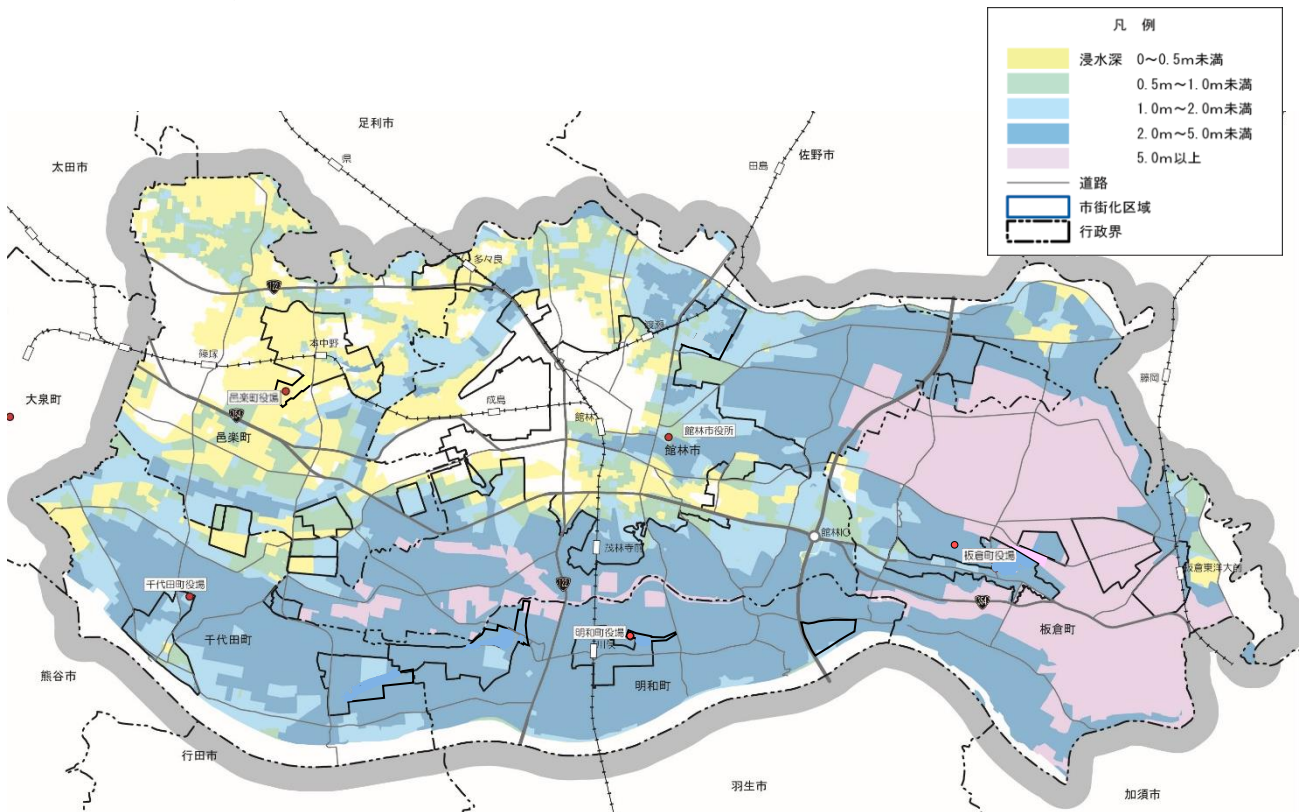 凡 例
浸水深 0～0.5m未満
0.5m～1.0m未満
1.0m～2.0m未満
2.0m～5.0m未満
5.0m以上
道路
市街化区域
行政界
足利市
太田市
県
佐野市
田島
多々良
122
渡瀬
本中野
篠塚
藤岡
大泉町
邑楽町役場
成島
354
館林
館林市役所
邑楽町
館林市
館林IC
茂林寺前
板倉町役場
板倉東洋大前
千代田町役場
122
354
明和町役場
川俣
千代田町
板倉町
熊谷市
明和町
行田市
羽生市
加須市